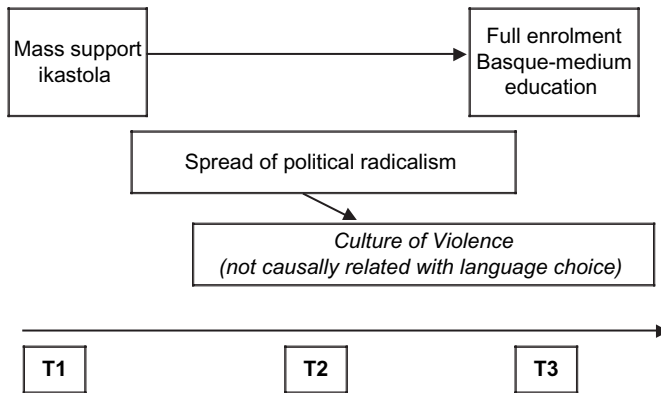 Mass support
ikastola
Full enrolment
Basque-medium
education
Spread of political radicalism
Culture of Violence
(not causally related with language choice)
T1
T2
T3